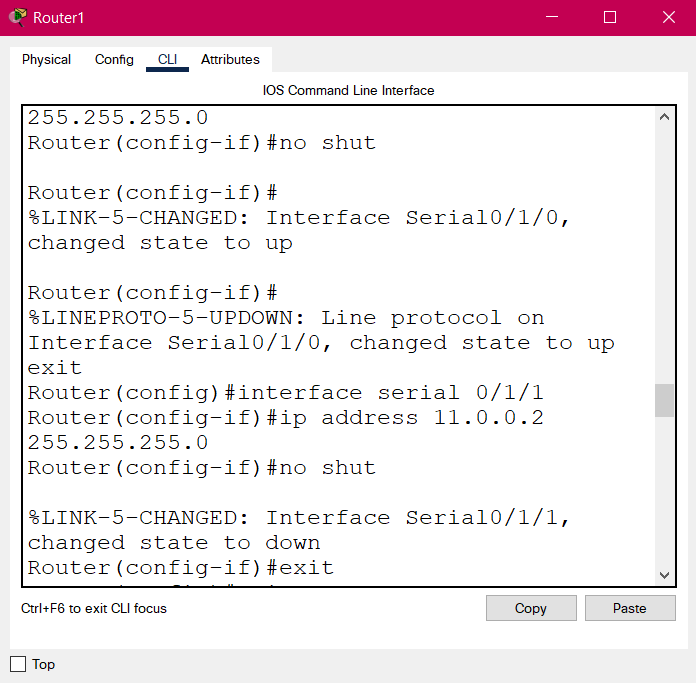 Router1
Physical Config CLI Attributes
IOS Command Line Interface
255.255.255.0
Router(config-if)#no shut
Router(config-if)#
%LINK-5-CHANGED: Interface Serial0/1/0,
changed state to up
Router(config-if)#
%LINEPROTO-5-UPDOWN: Line protocol on
Interface Serial0/1/0, changed state to up
exit
Router(config)#interface serial 0/1/1
Router(config-if)#ip address 11.0.0.2
255.255.255.0
Router(config-if)#no shut
%LINK-5-CHANGED: Interface Serial0/1/1,
changed state to down
Router(config-if)#exit
Ctrl+F6 to exit CLI focus
Copy Paste
Top